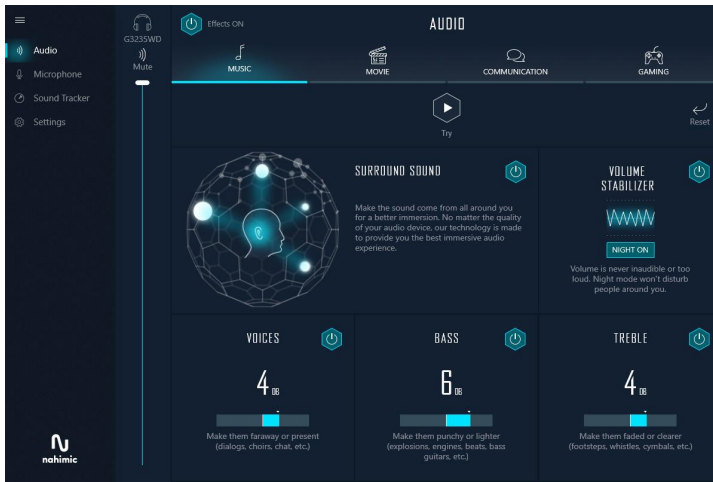 Audio
Microphone
Sound Tracker
Settings
nahimic
G3235WD
Mute
Effects ON
AUDIO
MUSIC
MOVIE
COMMUNICATION
GAMING
Try
Reset
SURROUND SOUND
Make the sound come from all around you
for a better immersion. No matter the quality
of your audio device, our technology is made
to provide you the best immersive audio
experience.
VOLUME
STABILIZER
NIGHT ON
Volume is never inaudible or too
loud. Night mode won't disturb
people around you.
VOICES
4 DB
Make them faraway or present
(dialogs, choirs, chat, etc.)
BASS
6 DB
Make them punchy or lighter
(explosions, engines, beats, bass
guitars, etc.)
TREBLE
4 DB
Make them faded or clearer
(footsteps, whistles, cymbals, etc.)